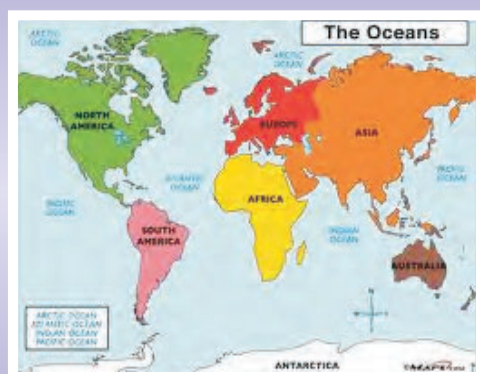 The Oceans
ARCTIC
OCEAN
ARCTIC
OCEAN
NORTH
AMERICA
EUROPE
ASIA
ATLANTIC
OCEAN
PACIFIC
OCEAN
PACIFIC
OCEAN
AFRICA
INDIAN
OCEAN
SOUTH
AMERICA
AUSTRALIA
ARCTIC OCEAN
ATLANTIC OCEAN
INDIAN OCEAN
PACIFIC OCEAN
ANTARCTICA